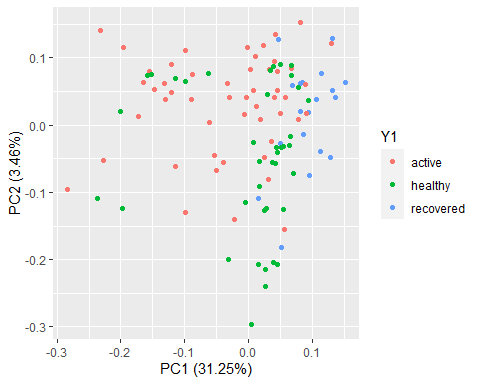 0.1
0.0
-0.1
-0.2
-0.3
PC2 (3.46%)
-0.3 -0.2 -0.1 0.0 0.1
PC1 (31.25%)
Y1
active
healthy
recovered